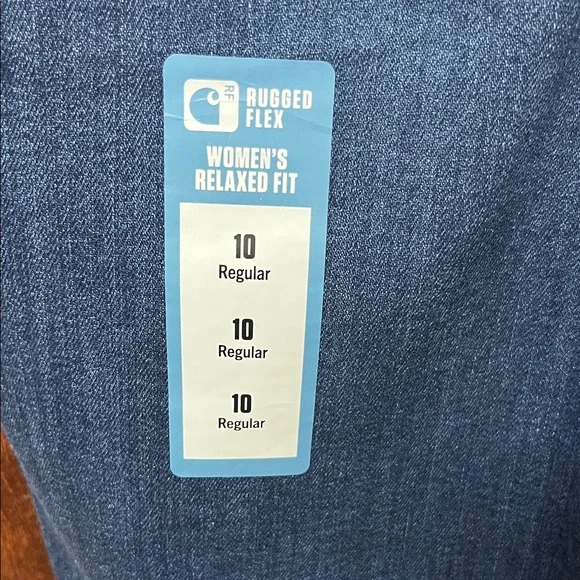 RF
RUGGED
FLEX
WOMEN'S
RELAXED FIT
10
Regular
10
Regular
10
Regular